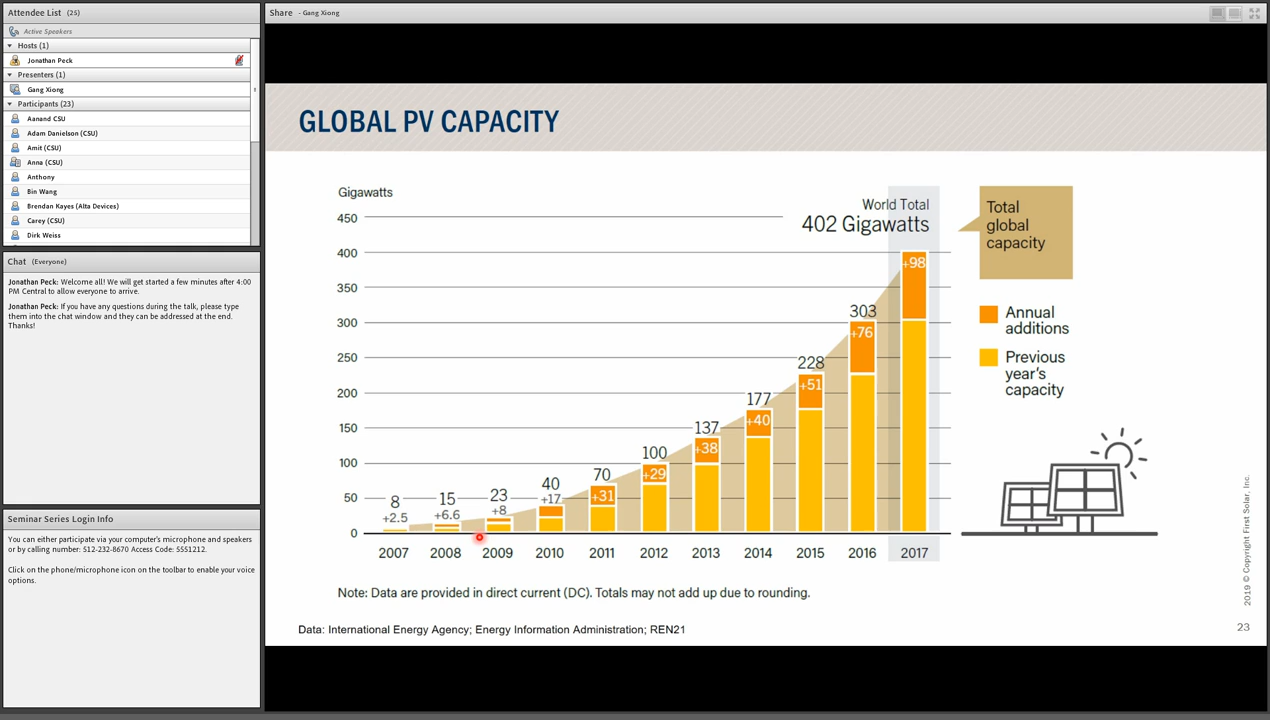 Attendee List (25)
Active Speakers
Hosts (1)
Jonathan Peck
Presenters (1)
Gang Xiong
Participants (23)
Aanand CSU
Adam Danielson (CSU)
Amit (CSU)
Anna (CSU)
Anthony
Bin Wang
Brendan Kayes (Alta Devices)
Carey (CSU)
Dirk Weiss
Chat (Everyone)
Jonathan Peck: Welcome all! We will get started a few minutes after 4:00
PM Central to allow everyone to arrive.
Jonathan Peck: If you have any questions during the talk, please type
them into the chat window and they can be addressed at the end.
Thanks!
Seminar Series Login Info
You can either participate via your computer's microphone and speakers
or by calling number: 512-232-8670 Access Code: 5551212.
Click on the phone/microphone icon on the toolbar to enable your voice
options.
Share - Gang Xiong
GLOBAL PV CAPACITY
Gigawatts
450
400
350
300
250
200
150
100
50
0
World Total
402 Gigawatts
8
+2.5
15
+6.6
23
+8
40
+17
70
+31
100
+29
137
+38
177
+40
228
+51
303
+76
+98
2007 2008 2009 2010 2011 2012 2013 2014 2015 2016 2017
Total
global
capacity
Annual
additions
Previous
year's
capacity
Note: Data are provided in direct current (DC). Totals may not add up due to rounding.
Data: International Energy Agency; Energy Information Administration; REN21
2019 © Copyright First Solar, Inc.
23